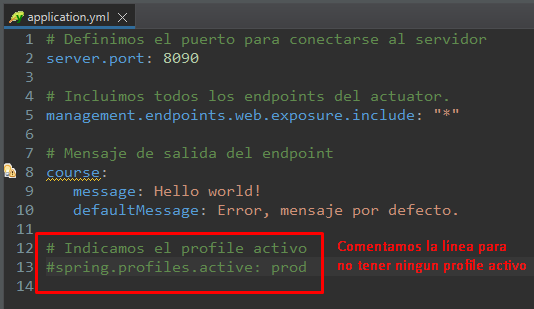 application.yml
1 # Definimos el puerto para conectarse al servidor
2 server.port: 8090
3
4 # Incluimos todos los endpoints del actuator.
5 management.endpoints.web.exposure.include: "*"
6
7 # Mensaje de salida del endpoint
8 course:
9 message: Hello world!
10 defaultMessage: Error, mensaje por defecto.
11
12 # Indicamos el profile activo
13 #spring.profiles.active: prod
14
Comentamos la línea para
no tener ningun profile activo